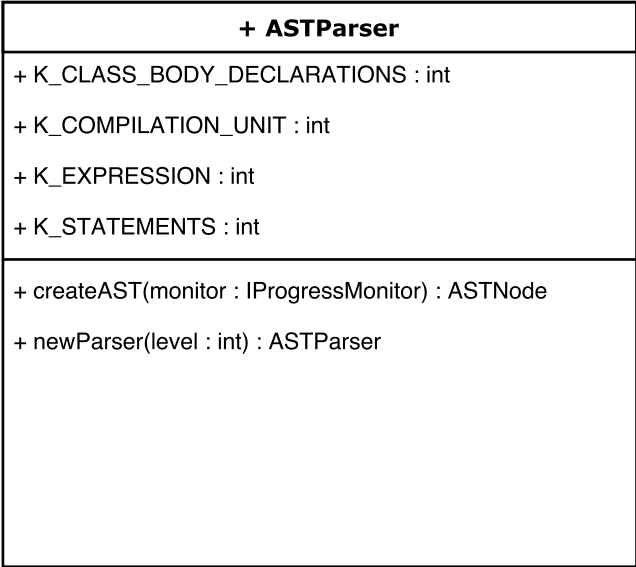 + ASTParser
+ K_CLASS_BODY_DECLARATIONS : int
+ K_COMPILATION_UNIT : int
+ K_EXPRESSION : int
+ K_STATEMENTS : int
+ createAST(monitor : IProgressMonitor) : ASTNode
+ newParser(level : int) : ASTParser